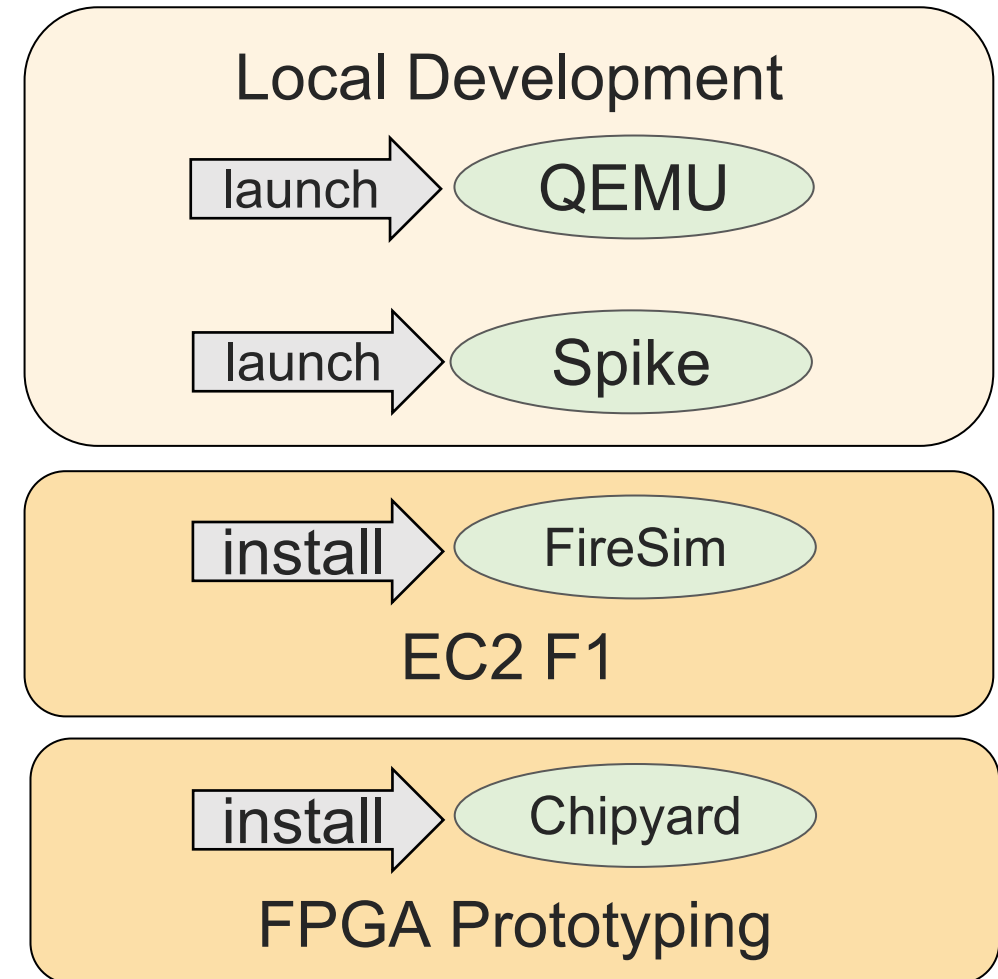 Local Development
launch
QEMU
launch
Spike
install
FireSim
EC2 F1
install
Chipyard
FPGA Prototyping